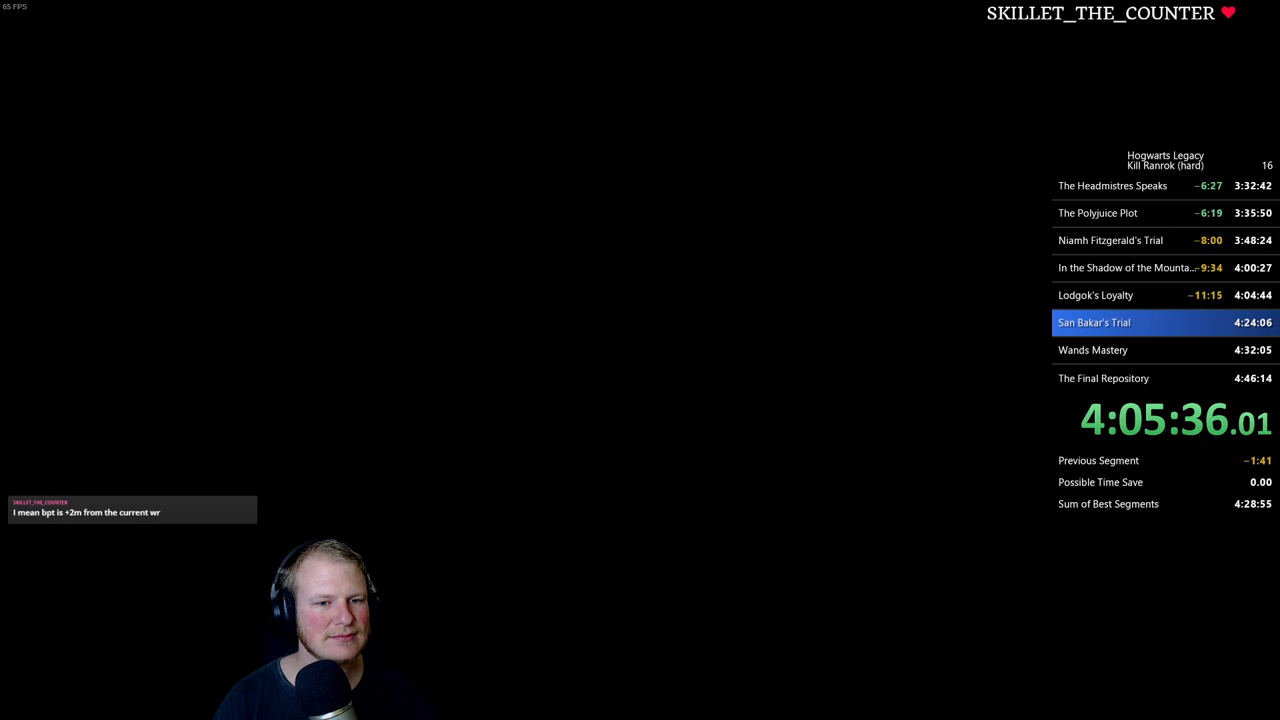 65 FPS
SKILLET_THE_COUNTER ❤
Hogwarts Legacy
Kill Ranrok (hard) 16
The Headmistres Speaks −6:27 3:32:42
The Polyjuice Plot −6:19 3:35:50
Niamh Fitzgerald's Trial −8:00 3:48:24
In the Shadow of the Mounta... −9:34 4:00:27
Lodgok's Loyalty −11:15 4:04:44
San Bakar's Trial 4:24:06
Wands Mastery 4:32:05
The Final Repository 4:46:14
4:05:36.01
Previous Segment −1:41
Possible Time Save 0.00
Sum of Best Segments 4:28:55
SKILLET_THE_COUNTER
I mean bpt is +2m from the current wr